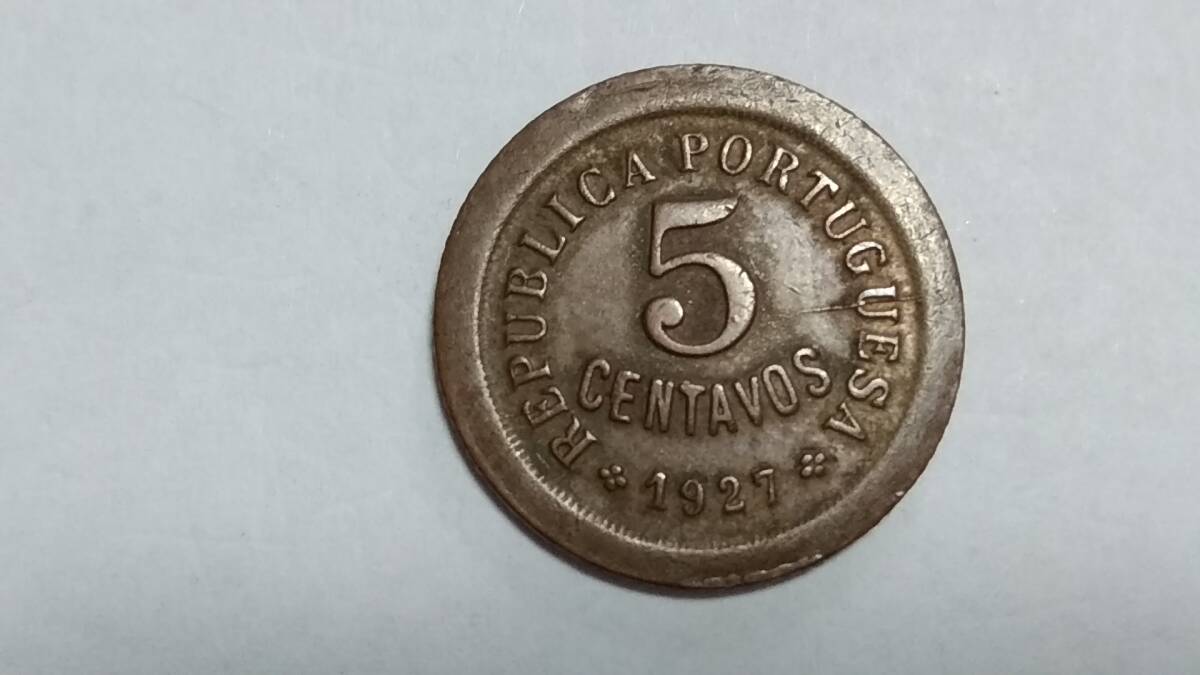 REPUBLICA PORTUGUESA
5
CENTAVOS
1927